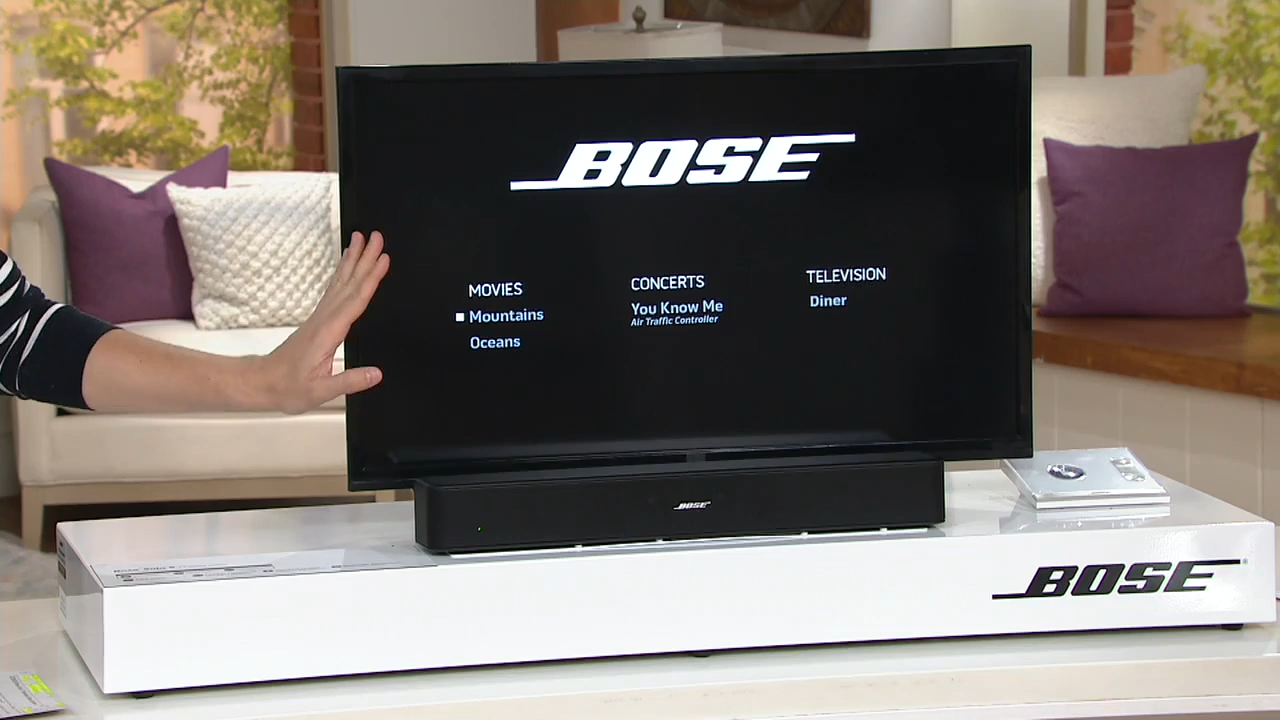 BOSE
MOVIES
Mountains
Oceans
CONCERTS
You Know Me
Air Traffic Controller
TELEVISION
Diner
BOSE
BOSE